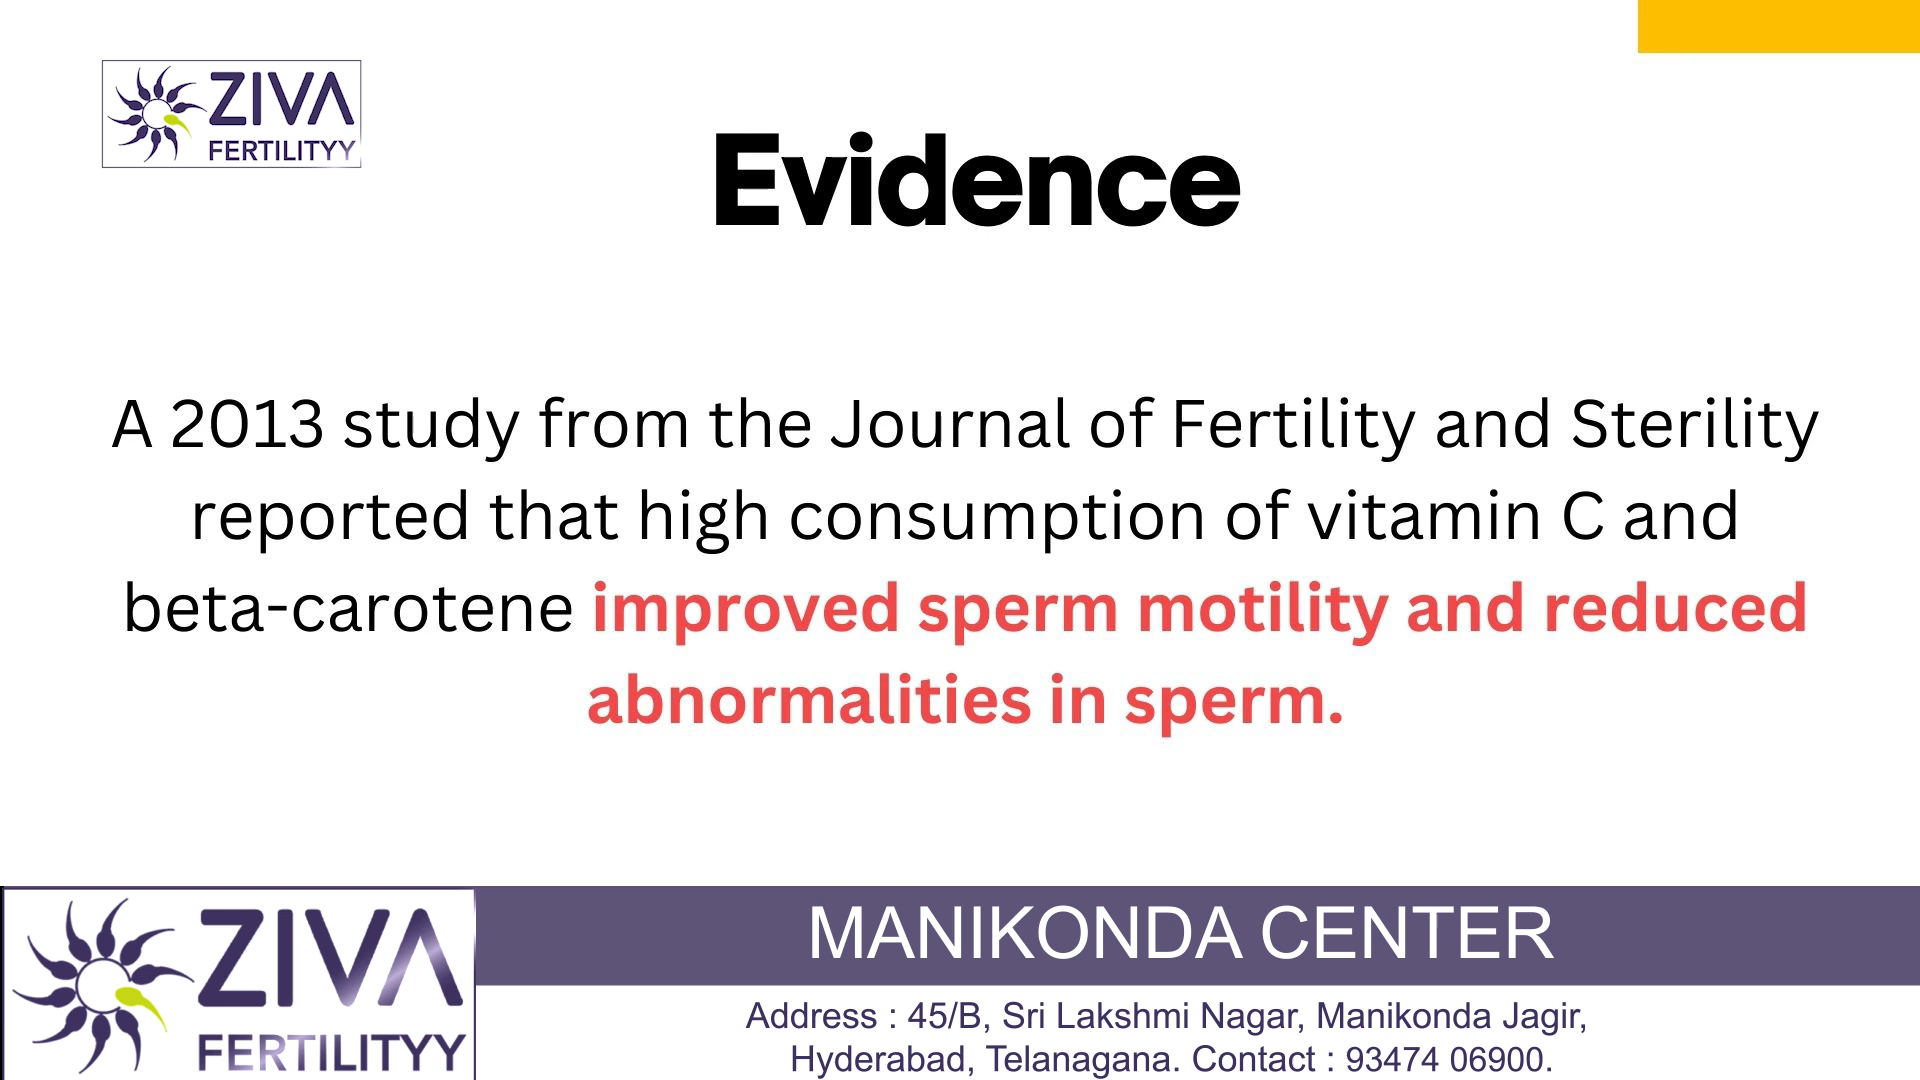 ZIVA
FERTILITYY
Evidence
A 2013 study from the Journal of Fertility and Sterility
reported that high consumption of vitamin C and
beta-carotene improved sperm motility and reduced
abnormalities in sperm.
ZIVA
FERTILITYY
MANIKONDA CENTER
Address : 45/B, Sri Lakshmi Nagar, Manikonda Jagir,
Hyderabad, Telanagana. Contact : 93474 06900.